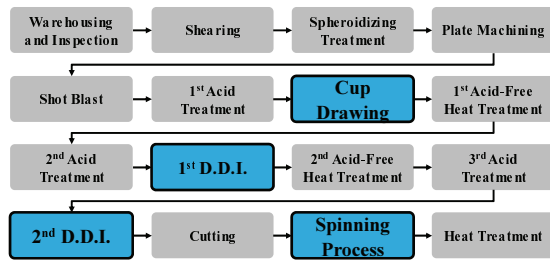 Warehousing
and Inspection
Shearing
Spheroidizing
Treatment
Plate Machining
Shot Blast
1st Acid
Treatment
Cup
Drawing
1st Acid-Free
Heat Treatment
2nd Acid
Treatment
1st D.D.I.
2nd Acid-Free
Heat Treatment
3rd Acid
Treatment
2nd D.D.I.
Cutting
Spinning
Process
Heat Treatment